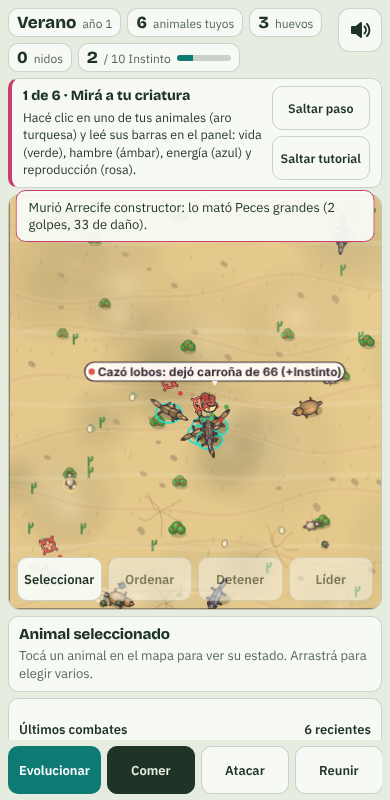 Verano año 1
6 animales tuyos
3 huevos
0 nidos
2 / 10 Instinto
1 de 6 · Mirá a tu criatura
Hacé clic en uno de tus animales (aro
turquesa) y leé sus barras en el panel: vida
(verde), hambre (ámbar), energía (azul) y
reproducción (rosa).
Saltar paso
Saltar tutorial
Murió Arrecife constructor: lo mató Peces grandes (2
golpes, 33 de daño).
Cazó lobos: dejó carroña de 66 (+Instinto)
Seleccionar
Ordenar
Detener
Líder
Animal seleccionado
Tocá un animal en el mapa para ver su estado. Arrastrá para
elegir varios.
Últimos combates
6 recientes
Evolucionar
Comer
Atacar
Reunir